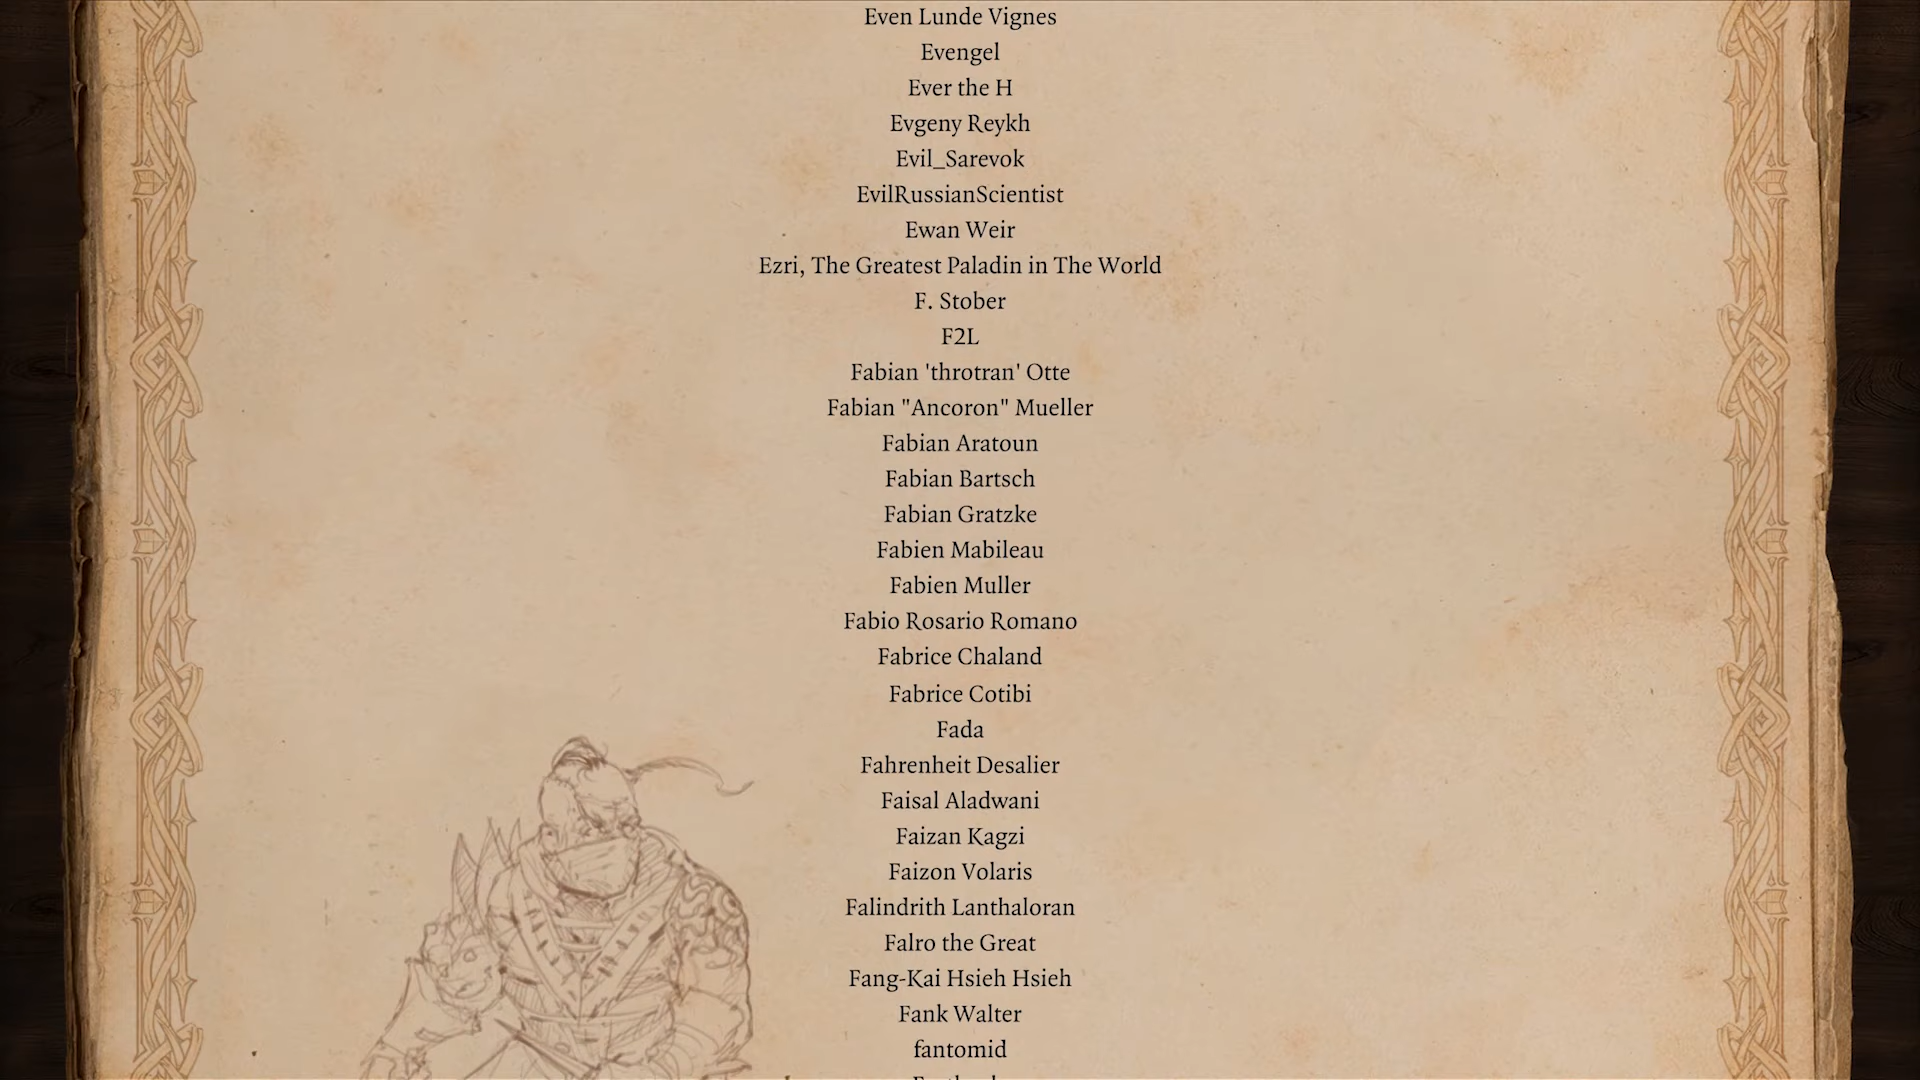 Even Lunde Vignes
Evengel
Ever the H
Evgeny Reykh
Evil_Sarevok
EvilRussianScientist
Ewan Weir
Ezri, The Greatest Paladin in The World
F. Stober
F2L
Fabian 'throtran' Otte
Fabian "Ancoron" Mueller
Fabian Aratoun
Fabian Bartsch
Fabian Gratzke
Fabien Mabileau
Fabien Muller
Fabio Rosario Romano
Fabrice Chaland
Fabrice Cotibi
Fada
Fahrenheit Desalier
Faisal Aladwani
Faizan Kagzi
Faizon Volaris
Falindrith Lanthaloran
Falro the Great
Fang-Kai Hsieh Hsieh
Fank Walter
fantomid